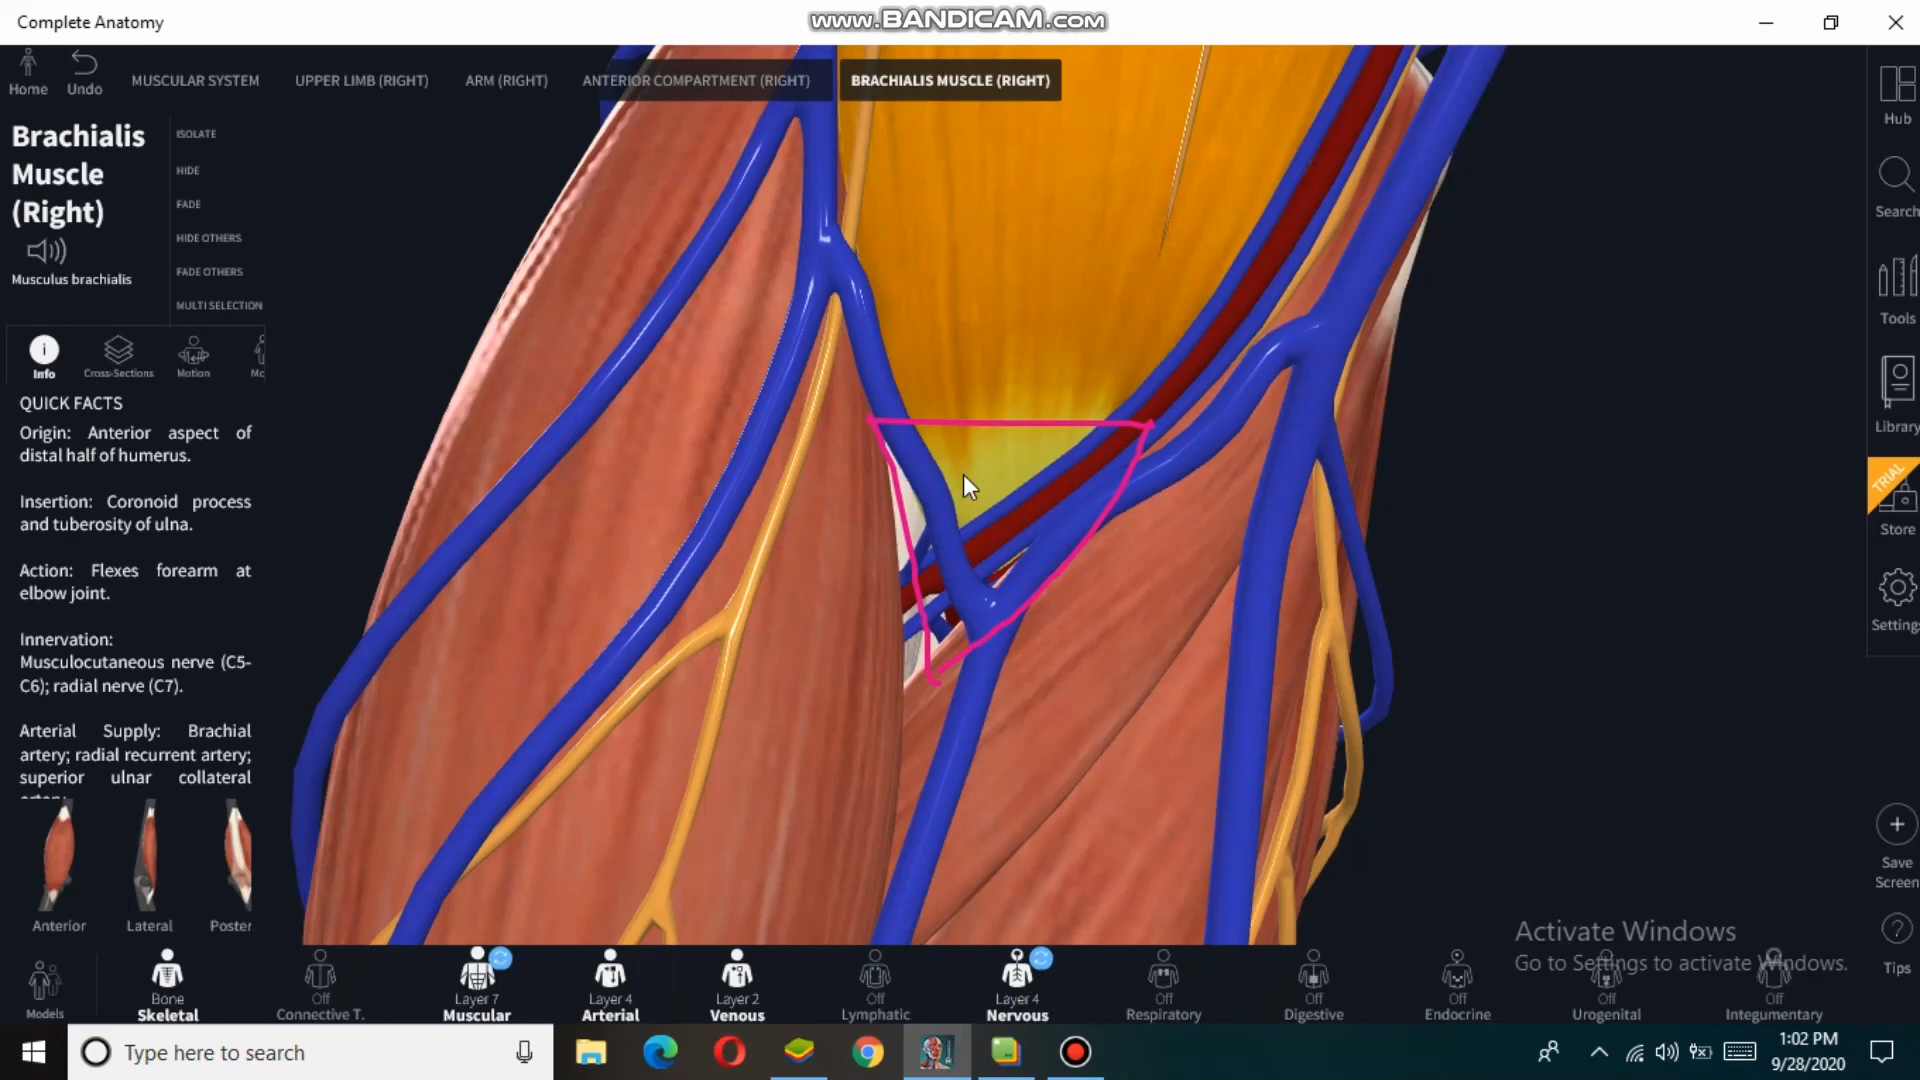 Complete Anatomy
www.BANDICAM.com
Home
Undo
MUSCULAR SYSTEM
UPPER LIMB (RIGHT)
ARM (RIGHT)
ANTERIOR COMPARTMENT (RIGHT)
BRACHIALIS MUSCLE (RIGHT)
Brachialis
Muscle
(Right)
Musculus brachialis
ISOLATE
HIDE
FADE
HIDE OTHERS
FADE OTHERS
MULTI SELECTION
Info
Cross-Sections
Motion
Mc
QUICK FACTS
Origin: Anterior aspect of
distal half of humerus.
Insertion: Coronoid process
and tuberosity of ulna.
Action: Flexes forearm at
elbow joint.
Innervation:
Musculocutaneous nerve (C5-
C6); radial nerve (C7).
Arterial Supply: Brachial
artery; radial recurrent artery;
superior ulnar collateral
Anterior
Lateral
Poster
Hub
Search
Tools
Library
TRIAL
Store
Settings
Save
Screen
Tips
Activate Windows
Go to Settings to activate Windows.
Models
Bone
Skeletal
Off
Connective T.
Layer 7
Muscular
Layer 4
Arterial
Layer 2
Venous
Off
Lymphatic
Layer 4
Nervous
Off
Respiratory
Off
Digestive
Off
Endocrine
Off
Urogenital
Off
Integumentary
Type here to search
1:02 PM
9/28/2020